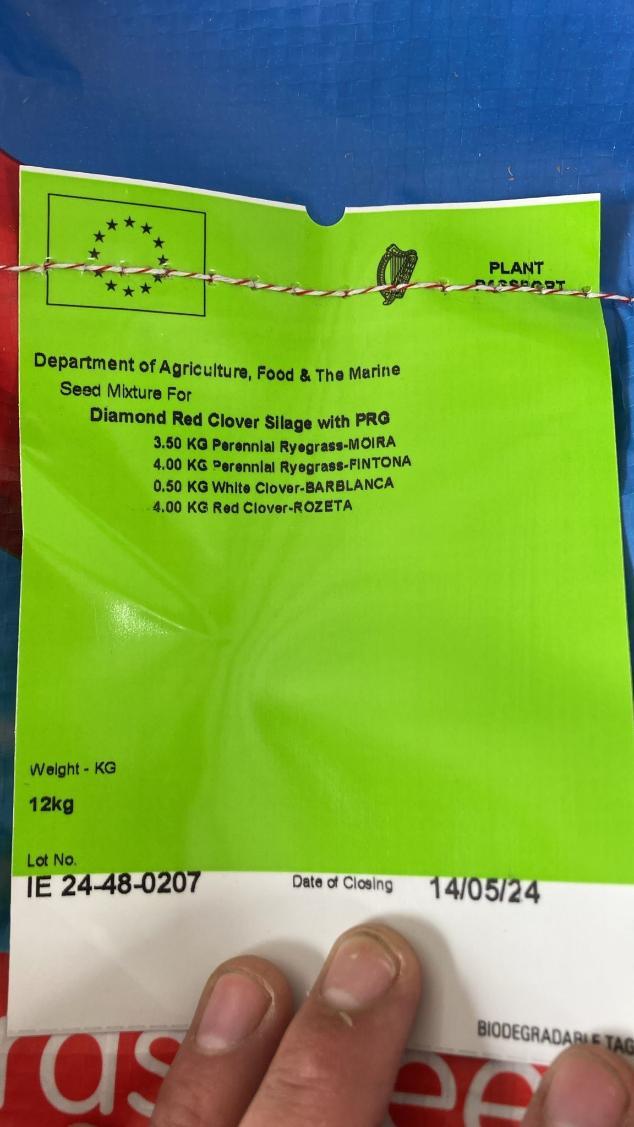 PLANT
PASSPORT
Department of Agriculture, Food & The Marine
Seed Mixture For
Diamond Red Clover Silage with PRG
3.50 KG Perennial Ryegrass-MOIRA
4.00 KG Perennial Ryegrass-FINTONA
0.50 KG White Clover-BARBLANCA
4.00 KG Red Clover-ROZETA
Weight - KG
12kg
Lot No.
IE 24-48-0207 Date of Closing 14/05/24
BIODEGRADABLE TAG